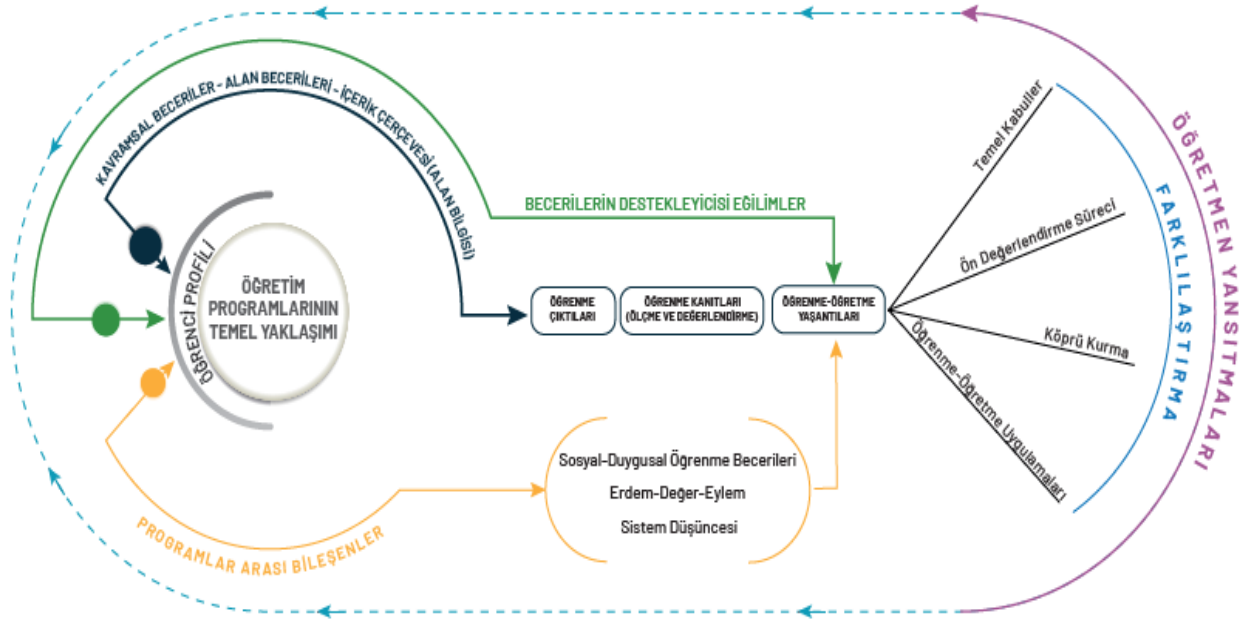 KAVRAMSAL BECERİLER - ALAN BECERİLERİ - İÇERİK ÇERÇEVESİ (ALAN BİLGİSİ)
BECERİLERİN DESTEKLEYİCİSİ EĞİLİMLER
ÖĞRENCİ PROFİLİ
ÖĞRETİM
PROGRAMLARININ
TEMEL YAKLAŞIMI
ÖĞRENME
ÇIKTILARI
ÖĞRENME KANITLARI
(ÖLÇME VE DEĞERLENDİRME)
ÖĞRENME-ÖĞRETME
YAŞANTILARI
Temel Kabuller
Ön Değerlendirme Süreci
Köprü Kurma
Öğrenme-Öğretme Uygulamaları
FARKLILAŞTIRMA
ÖĞRETMEN YANSITMALARI
PROGRAMLAR ARASI BİLEŞENLER
Sosyal-Duygusal Öğrenme Becerileri
Erdem-Değer-Eylem
Sistem Düşüncesi